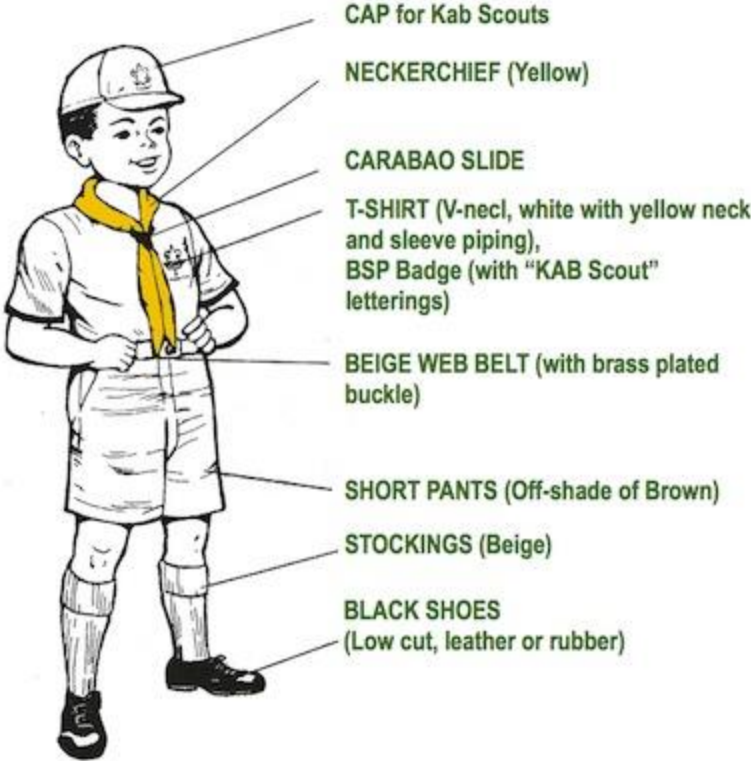 CAP for Kab Scouts
NECKERCHIEF (Yellow)
CARABAO SLIDE
T-SHIRT (V-necl, white with yellow neck
and sleeve piping),
BSP Badge (with “KAB Scout”
letterings)
BEIGE WEB BELT (with brass plated
buckle)
SHORT PANTS (Off-shade of Brown)
STOCKINGS (Beige)
BLACK SHOES
(Low cut, leather or rubber)